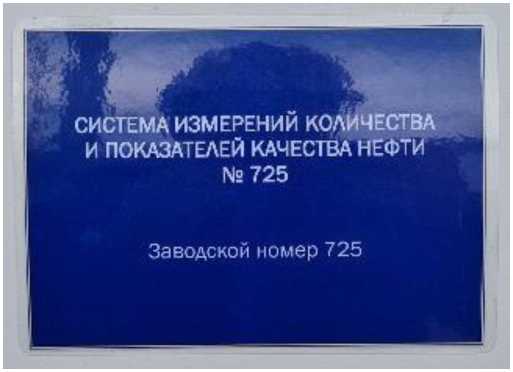 СИСТЕМА ИЗМЕРЕНИЙ КОЛИЧЕСТВА
И ПОКАЗАТЕЛЕЙ КАЧЕСТВА НЕФТИ
№ 725
Заводской номер 725